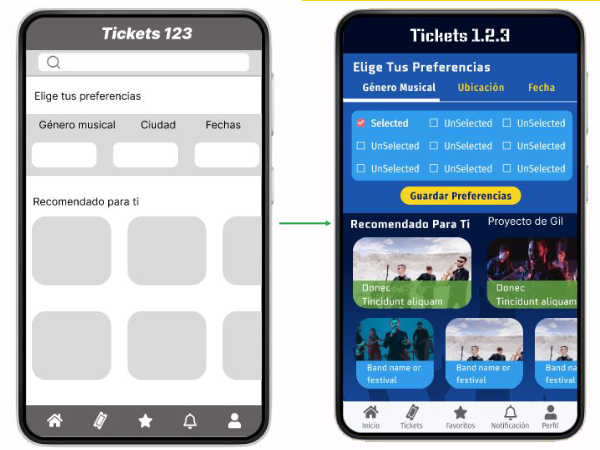 Tickets 123
Elige tus preferencias
Género musical Ciudad Fechas
Recomendado para ti
Tickets 1.2.3
Elige Tus Preferencias
Género Musical Ubicación Fecha
Selected UnSelected UnSelected
UnSelected UnSelected UnSelected
UnSelected UnSelected UnSelected
Guardar Preferencias
Recomendado Para Ti Proyecto de Gil
Donec
Tincidunt aliquam
Donec
Tincidunt aliquam
Band name or
festival
Band name or
festival
Band na
festival
Inicio Tickets Favoritos Notificación Perfil